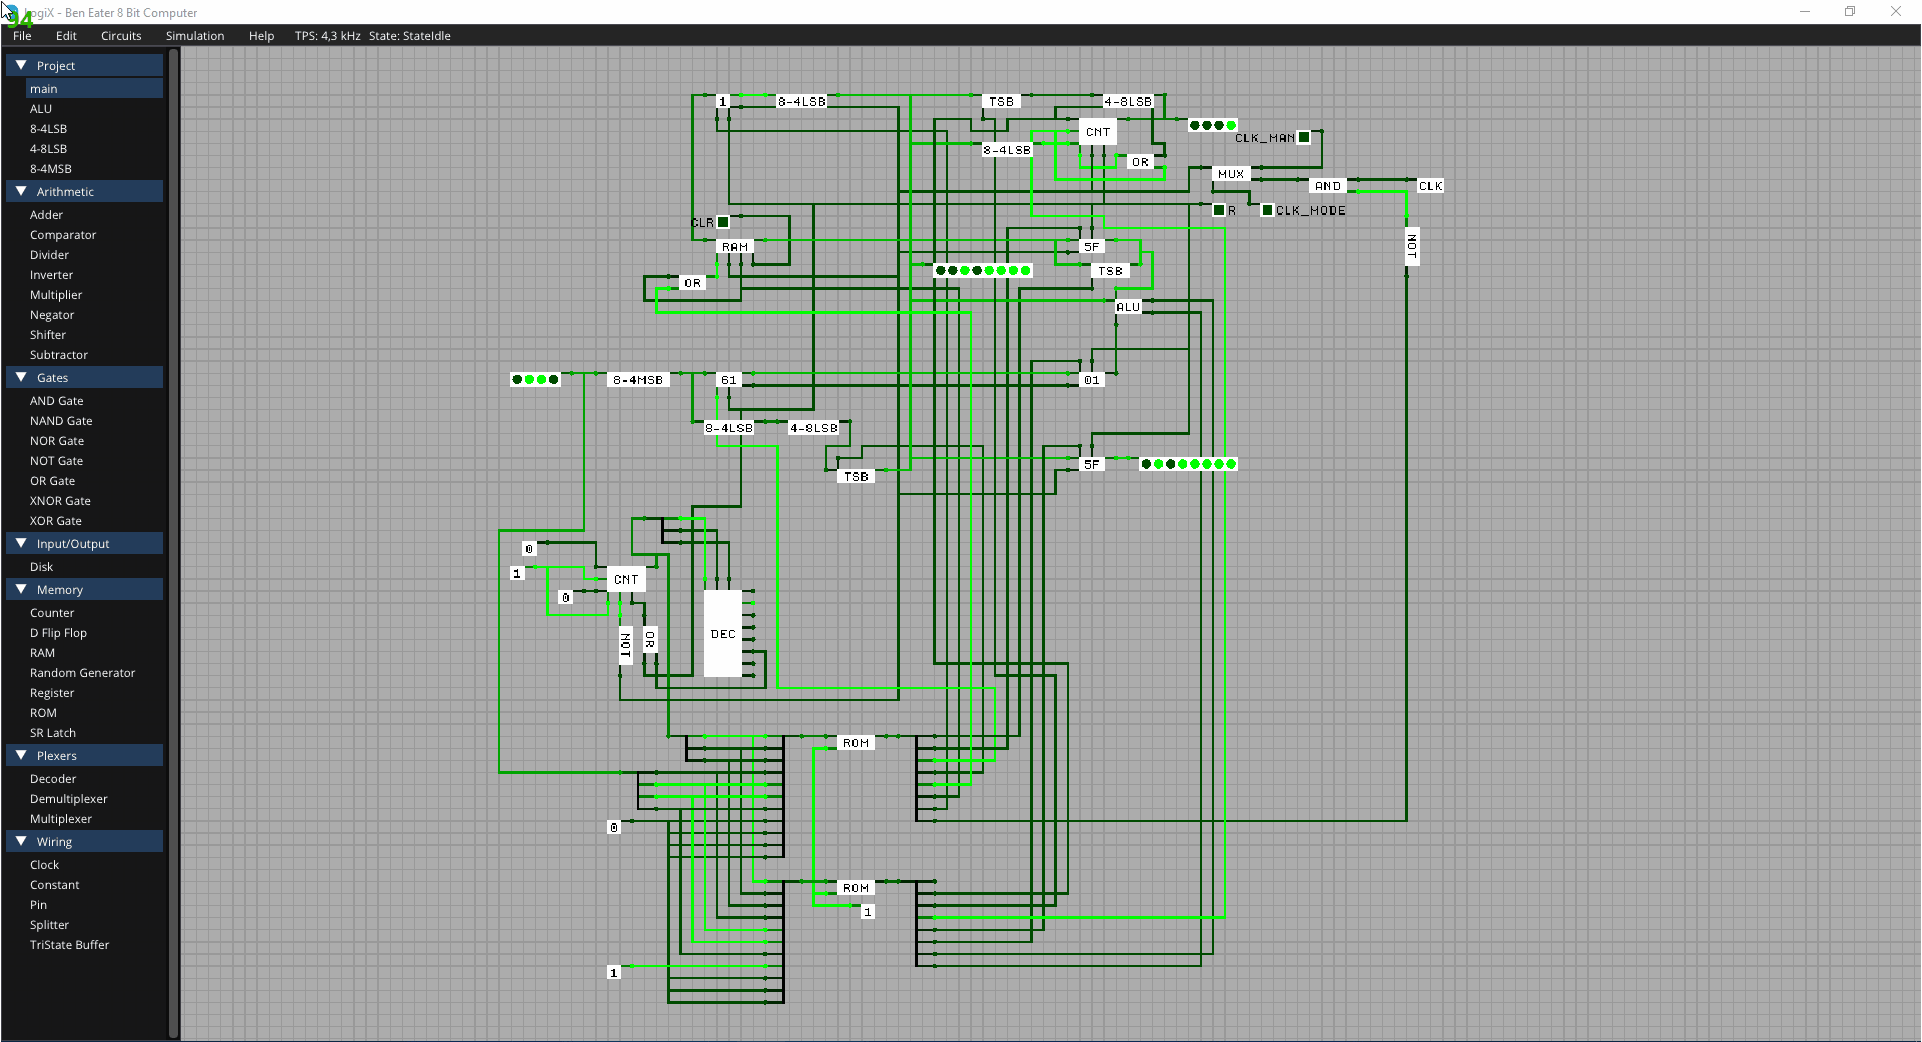 94
LogiX - Ben Eater 8 Bit Computer
File Edit Circuits Simulation Help TPS: 4,3 kHz State: StateIdle
Project
main
ALU
8-4LSB
4-8LSB
8-4MSB
Arithmetic
Adder
Comparator
Divider
Inverter
Multiplier
Negator
Shifter
Subtractor
Gates
AND Gate
NAND Gate
NOR Gate
NOT Gate
OR Gate
XNOR Gate
XOR Gate
Input/Output
Disk
Memory
Counter
D Flip Flop
RAM
Random Generator
Register
ROM
SR Latch
Plexers
Decoder
Demultiplexer
Multiplexer
Wiring
Clock
Constant
Pin
Splitter
TriState Buffer
1 8-4LSB TSB 4-8LSB
CNT
CLK_MAN
8-4LSB
OR
MUX
AND CLK
R CLK_MODE
CLR
RAM
5F
NOT
TSB
OR
ALU
8-4MSB 61 01
8-4LSB 4-8LSB
5F
TSB
0
1
CNT
0
NOT OR DEC
ROM
0
ROM
1
1